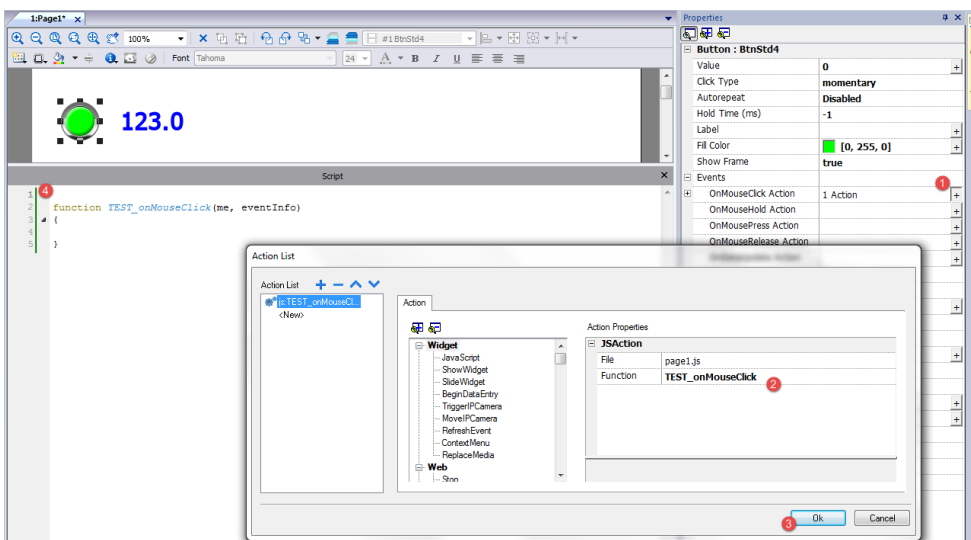 1:Page1* x
100%
#1 BtnStd4
Font Tahoma
24
A B I U
123.0
Script
1
4
2 function TEST_onMouseClick(me, eventInfo)
3 {
4
5 }
Properties
Button : BtnStd4
Value 0 +
Click Type momentary
Autorepeat Disabled
Hold Time (ms) -1
Label +
Fill Color [0, 255, 0] +
Show Frame true
Events
1
OnMouseClick Action 1 Action +
OnMouseHold Action +
OnMousePress Action +
OnMouseRelease Action +
Action List
Action List
js:TEST_onMouseCl...
<New>
Action
Widget
JavaScript
ShowWidget
SlideWidget
BeginDataEntry
TriggerIPCamera
MoveIPCamera
RefreshEvent
ContextMenu
ReplaceMedia
Web
Stop
Action Properties
JSAction
File page1.js
Function TEST_onMouseClick
2
3
Ok
Cancel